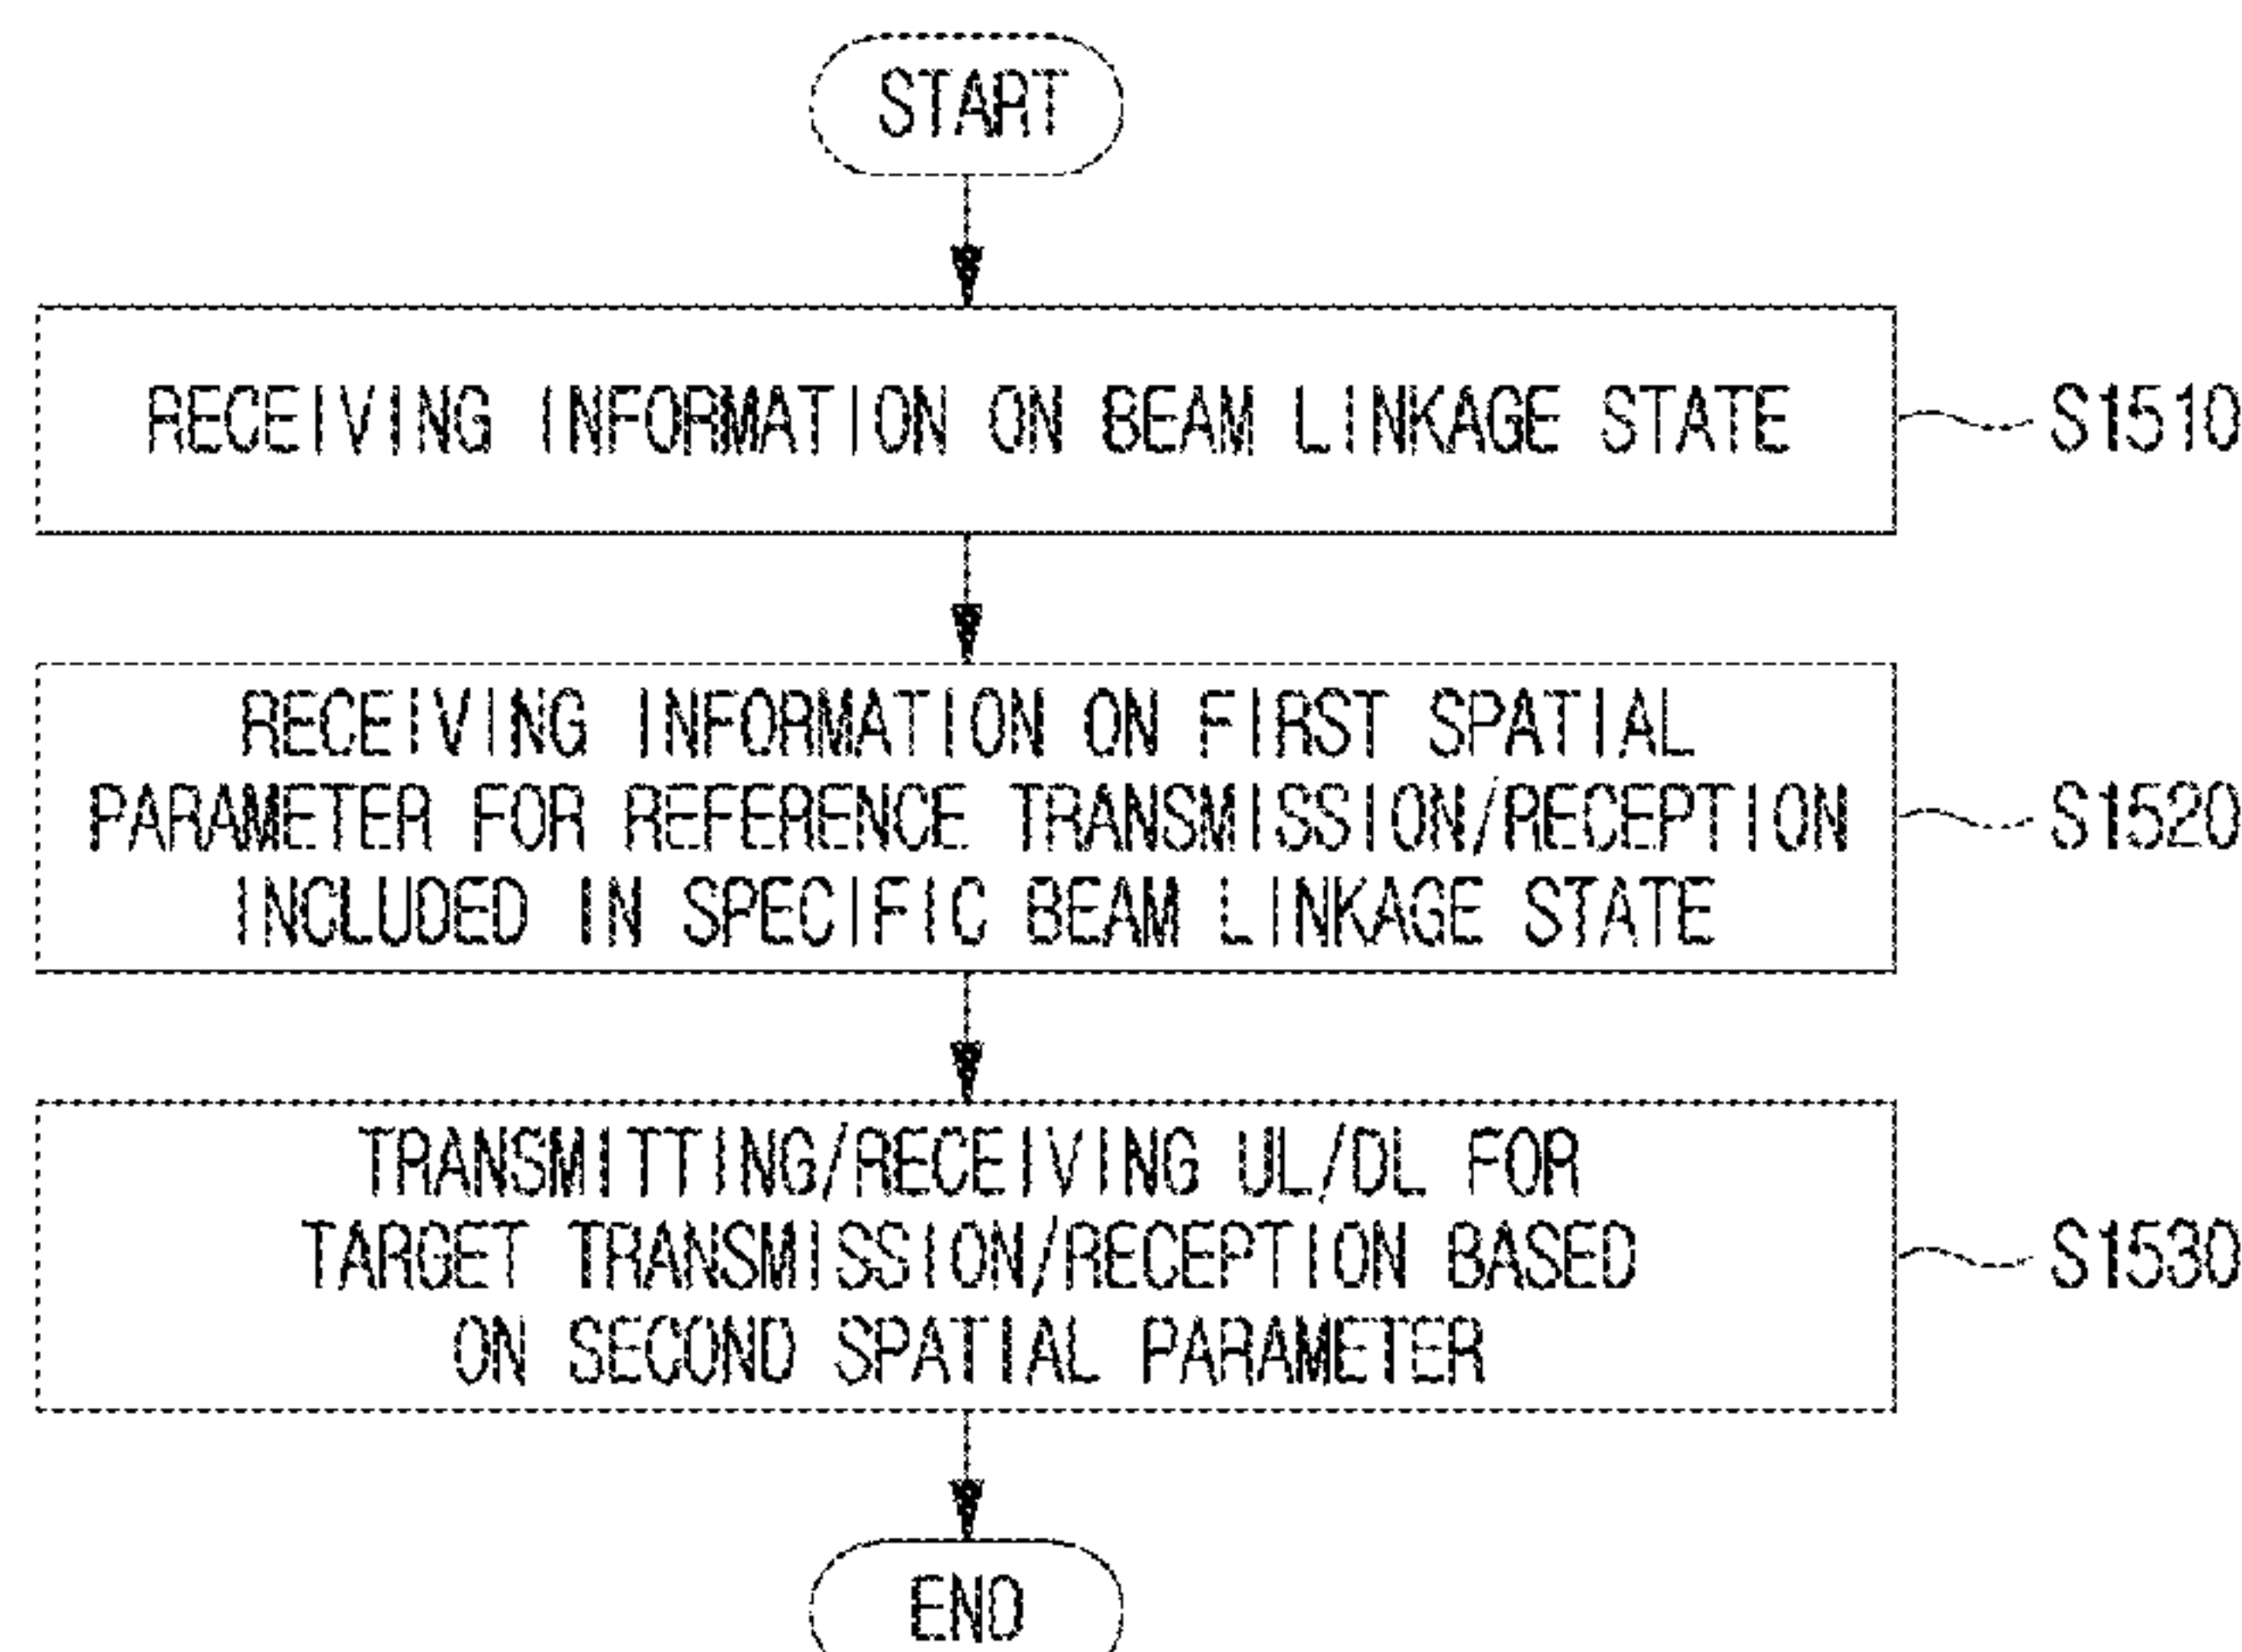 START
RECEIVING INFORMATION ON BEAM LINKAGE STATE
S1510
RECEIVING INFORMATION ON FIRST SPATIAL
PARAMETER FOR REFERENCE TRANSMISSION/RECEPTION
INCLUDED IN SPECIFIC BEAM LINKAGE STATE
S1520
TRANSMITTING/RECEIVING UL/DL FOR
TARGET TRANSMISSION/RECEPTION BASED
ON SECOND SPATIAL PARAMETER
S1530
END